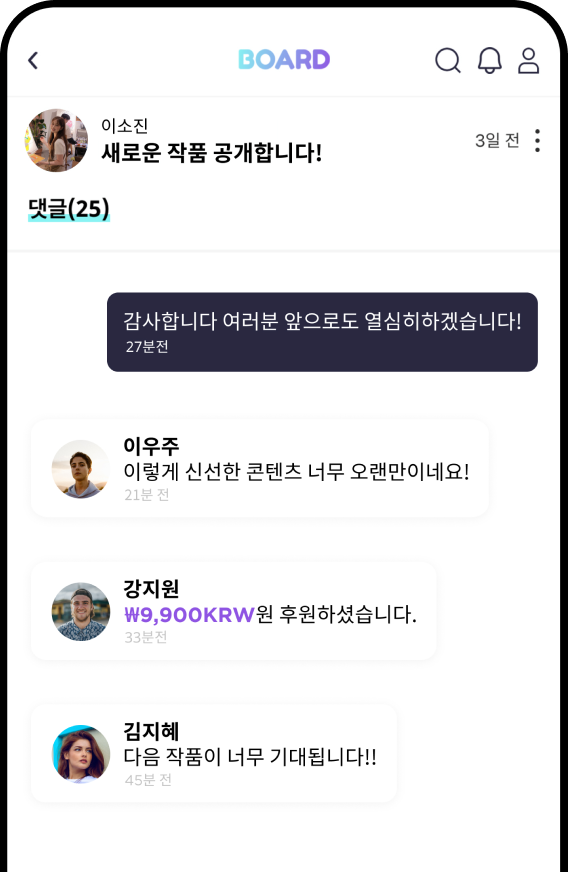 BOARD
이소진
새로운 작품 공개합니다!
3일 전
댓글(25)
감사합니다 여러분 앞으로도 열심히하겠습니다!
27분전
이우주
이렇게 신선한 콘텐츠 너무 오랜만이네요!
21분 전
강지원
₩9,900KRW원 후원하셨습니다.
33분전
김지혜
다음 작품이 너무 기대됩니다!!
45분 전